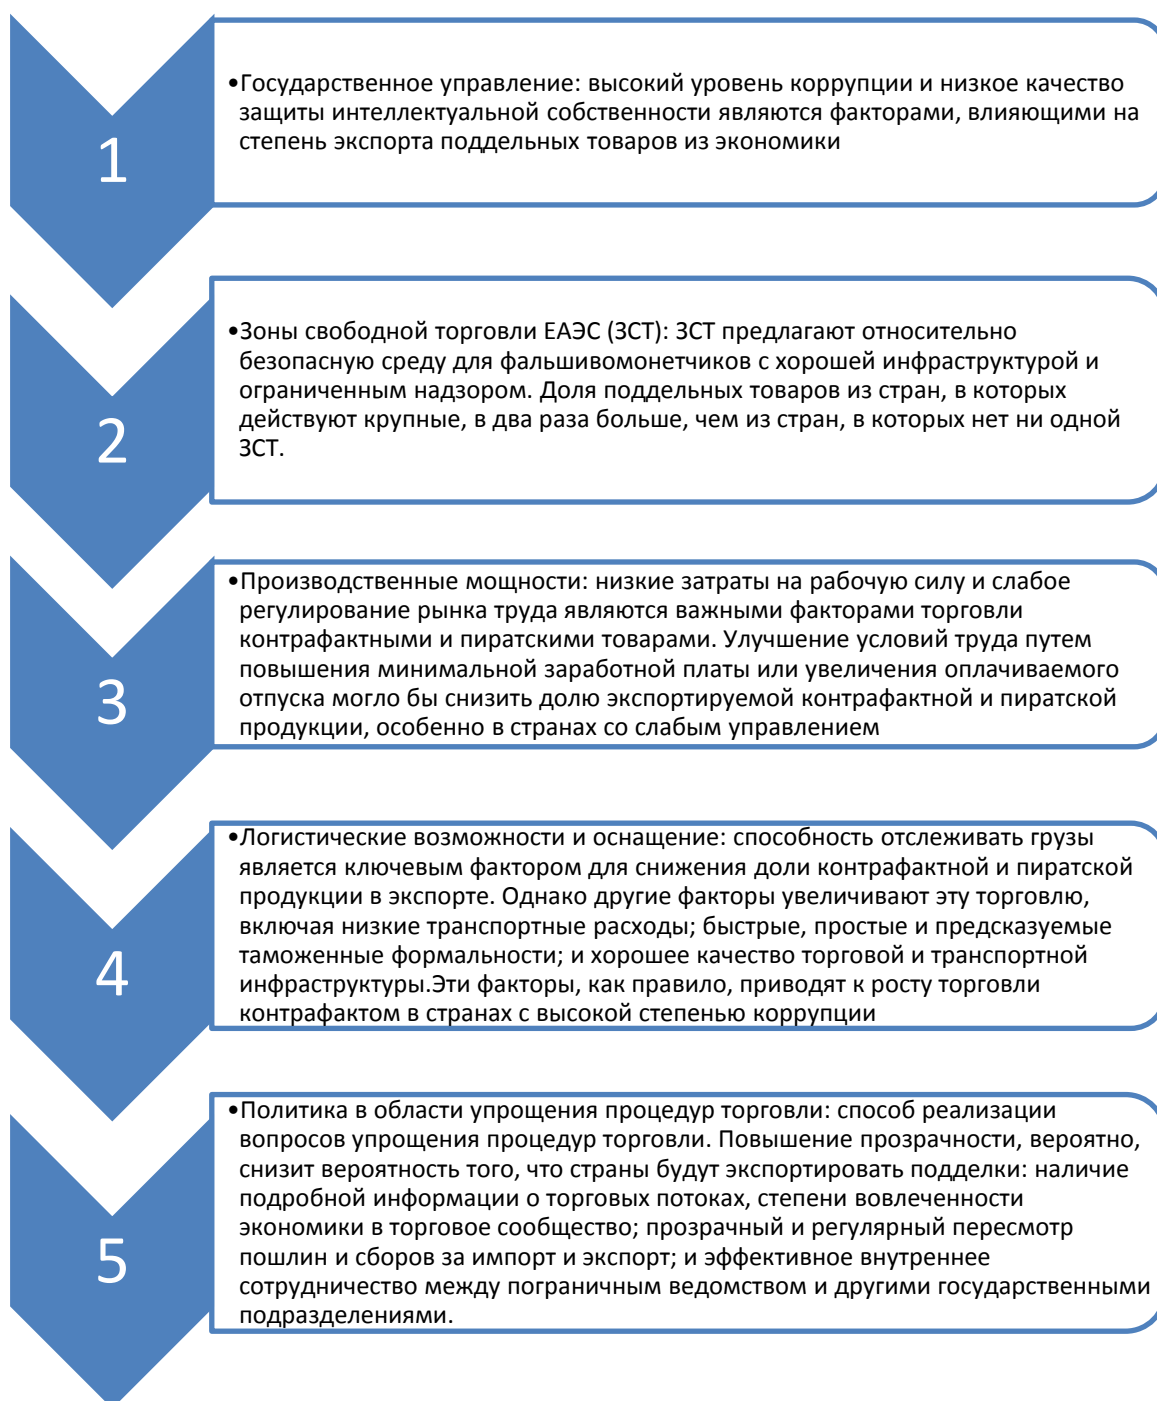 1
•Государственное управление: высокий уровень коррупции и низкое качество
защиты интеллектуальной собственности являются факторами, влияющими на
степень экспорта поддельных товаров из экономики
2
•Зоны свободной торговли ЕАЭС (ЗСТ): ЗСТ предлагают относительно
безопасную среду для фальшивомонетчиков с хорошей инфраструктурой и
ограниченным надзором. Доля поддельных товаров из стран, в которых
действуют крупные, в два раза больше, чем из стран, в которых нет ни одной
ЗСТ.
3
•Производственные мощности: низкие затраты на рабочую силу и слабое
регулирование рынка труда являются важными факторами торговли
контрафактными и пиратскими товарами. Улучшение условий труда путем
повышения минимальной заработной платы или увеличения оплачиваемого
отпуска могло бы снизить долю экспортируемой контрафактной и пиратской
продукции, особенно в странах со слабым управлением
4
•Логистические возможности и оснащение: способность отслеживать грузы
является ключевым фактором для снижения доли контрафактной и пиратской
продукции в экспорте. Однако другие факторы увеличивают эту торговлю,
включая низкие транспортные расходы; быстрые, простые и предсказуемые
таможенные формальности; и хорошее качество торговой и транспортной
инфраструктуры.Эти факторы, как правило, приводят к росту торговли
контрафактом в странах с высокой степенью коррупции
5
•Политика в области упрощения процедур торговли: способ реализации
вопросов упрощения процедур торговли. Повышение прозрачности, вероятно,
снизит вероятность того, что страны будут экспортировать подделки: наличие
подробной информации о торговых потоках, степени вовлеченности
экономики в торговое сообщество; прозрачный и регулярный пересмотр
пошлин и сборов за импорт и экспорт; и эффективное внутреннее
сотрудничество между пограничным ведомством и другими государственными
подразделениями.